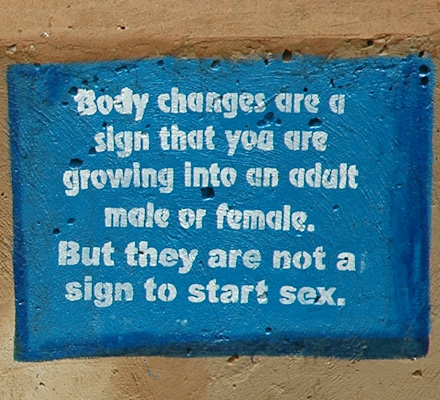 Body changes are a
sign that you are
growing into an adult
male or female.
But they are not a
sign to start sex.